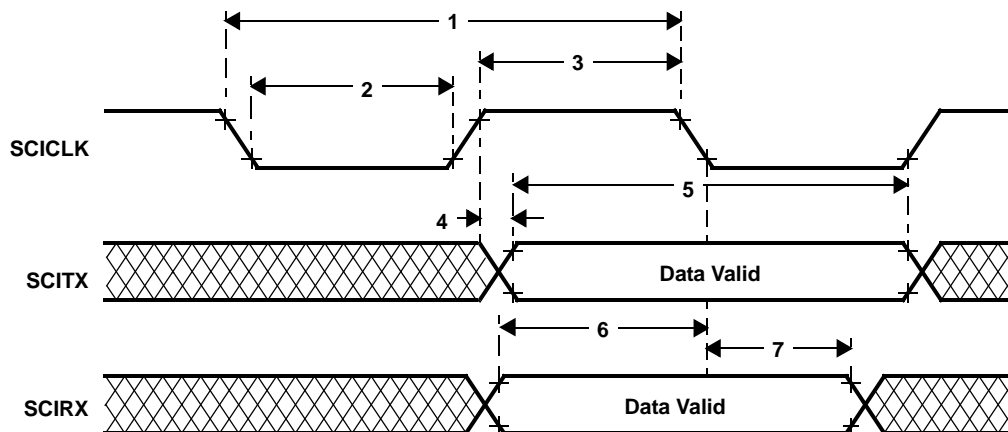 1
3
2
SCICLK
5
4
SCITX
Data Valid
6
7
SCIRX
Data Valid